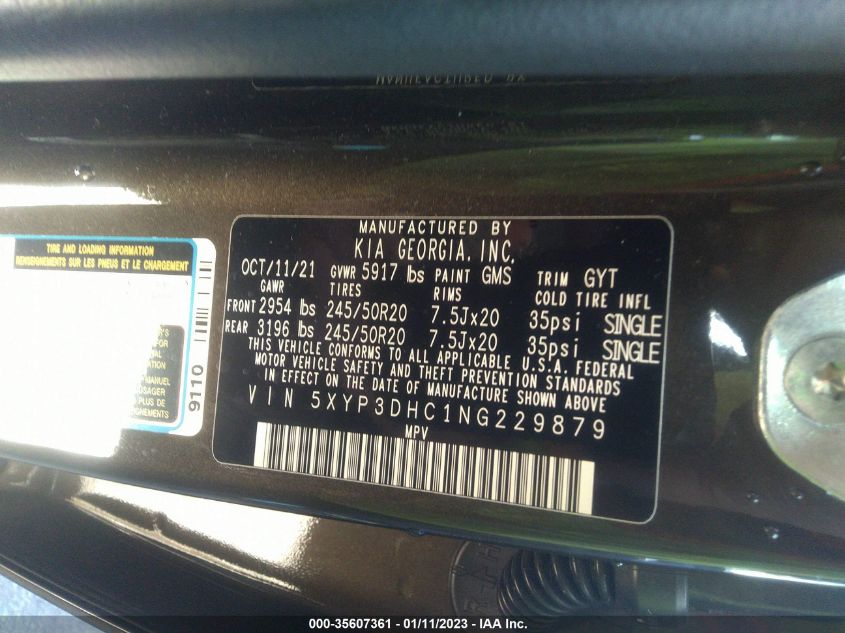 MANUFACTURED BY
KIA GEORGIA, INC.
OCT/11/21 GVWR 5917 lbs PAINT GMS TRIM GYT
GAWR TIRES RIMS COLD TIRE INFL
FRONT 2954 lbs 245/50R20 7.5Jx20 35psi SINGLE
REAR 3196 lbs 245/50R20 7.5Jx20 35psi SINGLE
THIS VEHICLE CONFORMS TO ALL APPLICABLE U.S.A. FEDERAL
MOTOR VEHICLE SAFETY AND THEFT PREVENTION STANDARDS
IN EFFECT ON THE DATE OF MANUFACTURE SHOWN ABOVE
VIN 5XYP3DHC1NG229879
MPV
TIRE AND LOADING INFORMATION
RENSEIGNEMENTS SUR LES PNEUS ET LE CHARGEMENT
MANUEL
PLUS DE
9110
000-35607361 - 01/11/2023 - IAA Inc.